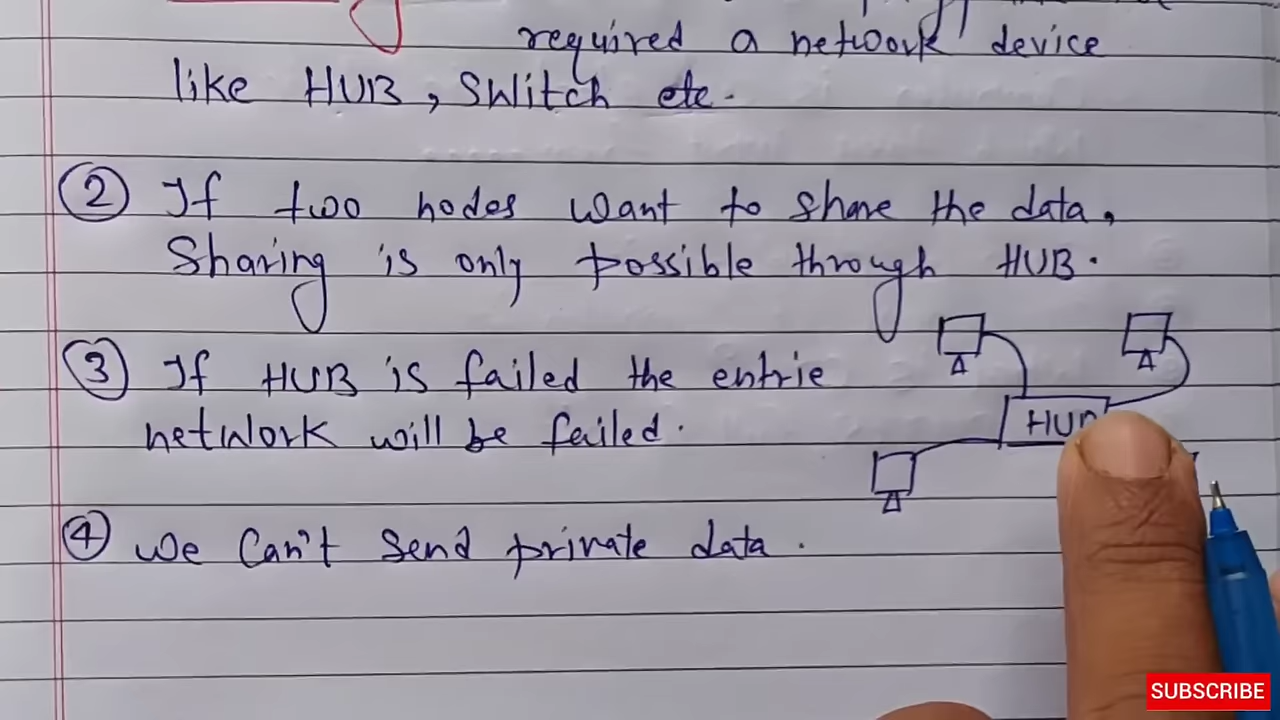 required a network device
like HUB, Switch etc.
② If two nodes want to share the data,
Sharing is only possible through HUB.
③ If HUB is failed the entrie
network will be failed.
HUB
④ We Can't Send private data.
SUBSCRIBE